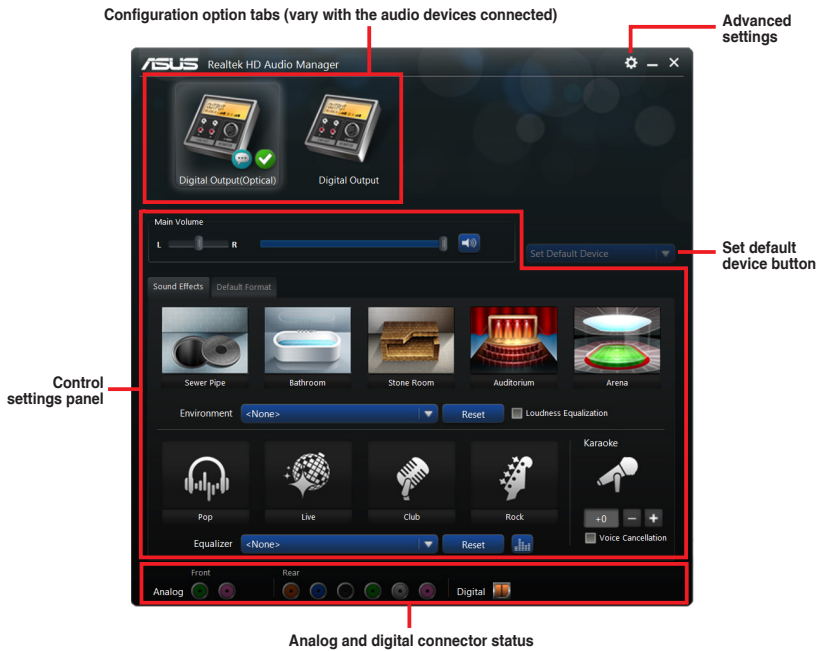 Configuration option tabs (vary with the audio devices connected)
Advanced
settings
ASUS Realtek HD Audio Manager
Digital Output(Optical)
Digital Output
Main Volume
L R
Set Default Device
Set default
device button
Sound Effects Default Format
Control
settings panel
Sewer Pipe
Bathroom
Stone Room
Auditorium
Arena
Environment <None> Reset Loudness Equalization
Karaoke
Pop
Live
Club
Rock
+0
Equalizer <None> Reset Voice Cancellation
Front Rear
Analog Digital
Analog and digital connector status